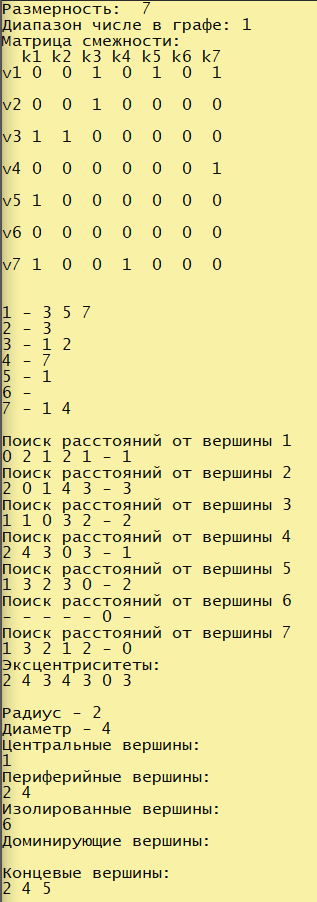 Размерность:  7
Диапазон числе в графе: 1
Матрица смежности:
k1 k2 k3 k4 k5 k6 k7
v1 0 0 1 0 1 0 1
v2 0 0 1 0 0 0 0
v3 1 1 0 0 0 0 0
v4 0 0 0 0 0 0 1
v5 1 0 0 0 0 0 0
v6 0 0 0 0 0 0 0
v7 1 0 0 1 0 0 0
1 - 3 5 7
2 - 3
3 - 1 2
4 - 7
5 - 1
6 -
7 - 1 4
Поиск расстояний от вершины 1
0 2 1 2 1 - 1
Поиск расстояний от вершины 2
2 0 1 4 3 - 3
Поиск расстояний от вершины 3
1 1 0 3 2 - 2
Поиск расстояний от вершины 4
2 4 3 0 3 - 1
Поиск расстояний от вершины 5
1 3 2 3 0 - 2
Поиск расстояний от вершины 6
- - - - - 0 -
Поиск расстояний от вершины 7
1 3 2 1 2 - 0
Эксцентриситеты:
2 4 3 4 3 0 3
Радиус - 2
Диаметр - 4
Центральные вершины:
1
Периферийные вершины:
2 4
Изолированные вершины:
6
Доминирующие вершины:
Концевые вершины:
2 4 5